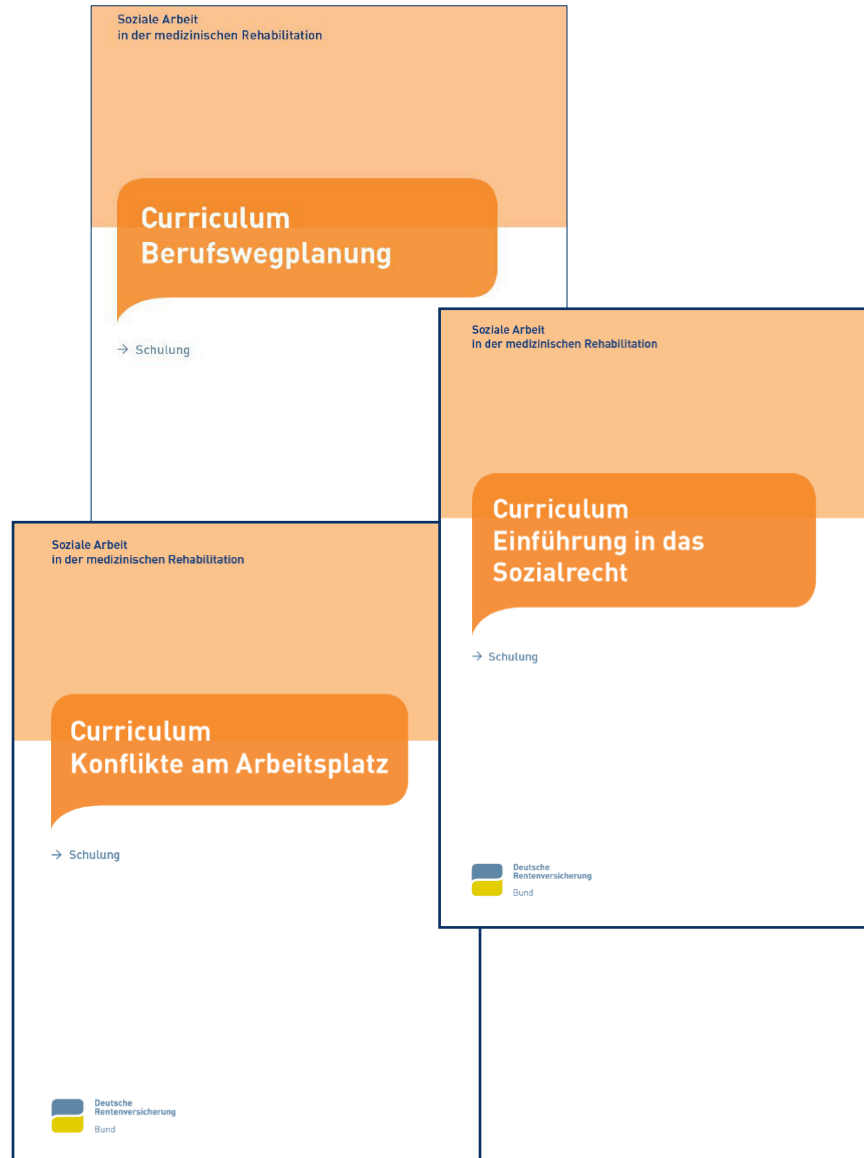 Soziale Arbeit
in der medizinischen Rehabilitation
Curriculum
Berufswegplanung
→ Schulung
Soziale Arbeit
in der medizinischen Rehabilitation
Curriculum
Einführung in das
Sozialrecht
→ Schulung
Deutsche
Rentenversicherung
Bund
Soziale Arbeit
in der medizinischen Rehabilitation
Curriculum
Konflikte am Arbeitsplatz
→ Schulung
Deutsche
Rentenversicherung
Bund